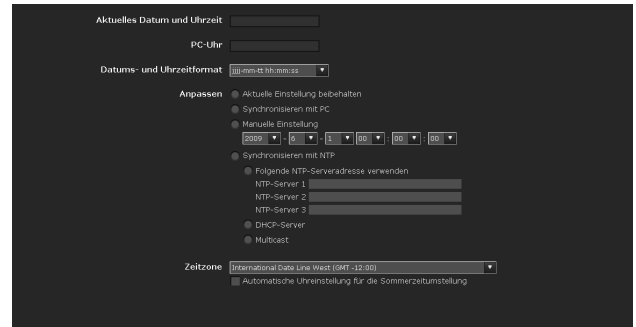 Aktuelles Datum und Uhrzeit
PC-Uhr
Datums- und Uhrzeitformat jjjj-mm-tt hh:mm:ss
Anpassen Aktuelle Einstellung beibehalten
Synchronisieren mit PC
Manuelle Einstellung
2009 - 6 - 1 00 : 00 : 00
Synchronisieren mit NTP
Folgende NTP-Serveradresse verwenden
NTP-Server 1
NTP-Server 2
NTP-Server 3
DHCP-Server
Multicast
Zeitzone International Date Line West (GMT -12:00)
Automatische Uhreinstellung für die Sommerzeitumstellung